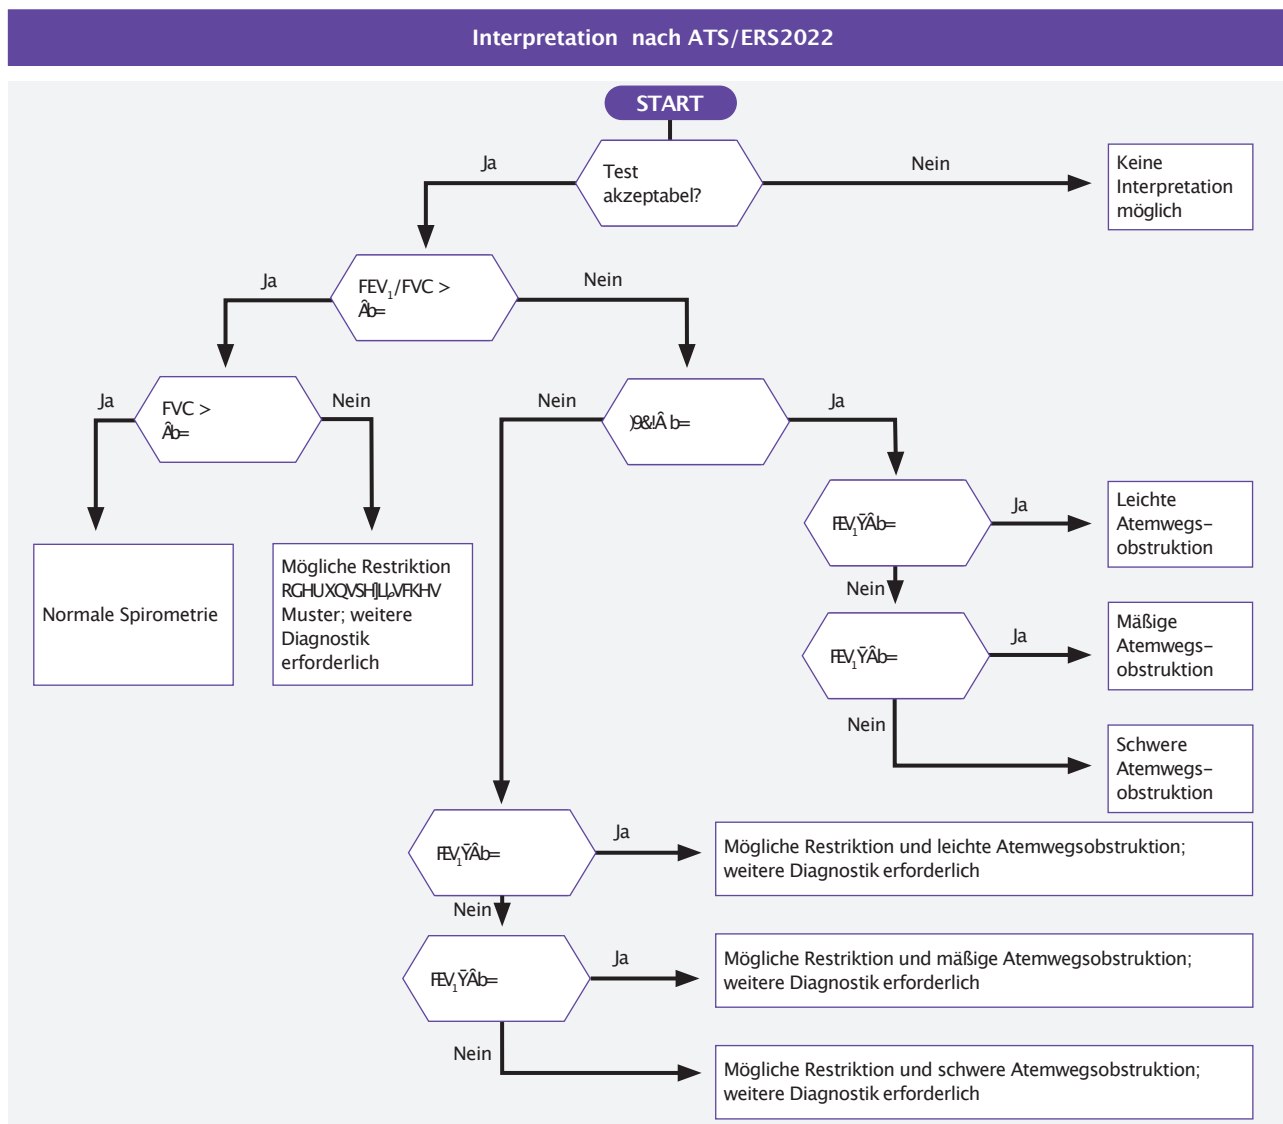 Interpretation nach ATS/ERS2022
START
Test
akzeptabel?
Ja
Nein
Keine
Interpretation
möglich
FEV₁/FVC >
Ja
Nein
FVC >
Ja
Nein
Nein
Ja
Normale Spirometrie
Mögliche Restriktion
Muster; weitere
Diagnostik
erforderlich
FEV₁
Ja
Leichte
Atemwegs-
obstruktion
Nein
FEV₁
Ja
Mäßige
Atemwegs-
obstruktion
Nein
Schwere
Atemwegs-
obstruktion
FEV₁
Ja
Mögliche Restriktion und leichte Atemwegsobstruktion;
weitere Diagnostik erforderlich
Nein
FEV₁
Ja
Mögliche Restriktion und mäßige Atemwegsobstruktion;
weitere Diagnostik erforderlich
Nein
Mögliche Restriktion und schwere Atemwegsobstruktion;
weitere Diagnostik erforderlich